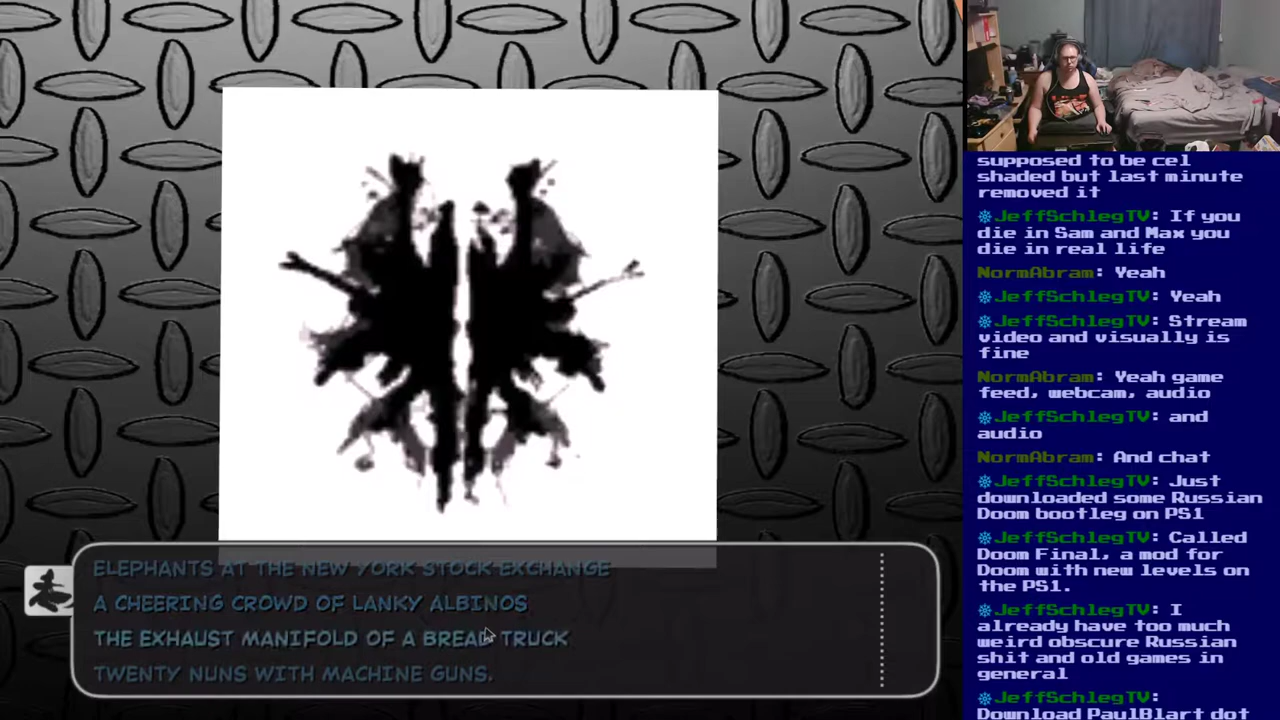 supposed to be cel
shaded but last minute
removed it
JeffSchlegTV: If you
die in Sam and Max you
die in real life
NormAbram: Yeah
JeffSchlegTV: Yeah
JeffSchlegTV: Stream
video and visually is
fine
NormAbram: Yeah game
feed, webcam, audio
JeffSchlegTV: and
audio
NormAbram: And chat
JeffSchlegTV: Just
downloaded some Russian
Doom bootleg on PS1
JeffSchlegTV:
Called
Doom Final, a mod for
Doom with new levels on
the PS1.
JeffSchlegTV: I
already have too much
weird obscure Russian
shit and old games in
general
JeffSchlegTV:
Download PaulBlart dot
ELEPHANTS AT THE NEW YORK STOCK EXCHANGE
A CHEERING CROWD OF LANKY ALBINOS
THE EXHAUST MANIFOLD OF A BREAD TRUCK
TWENTY NUNS WITH MACHINE GUNS.